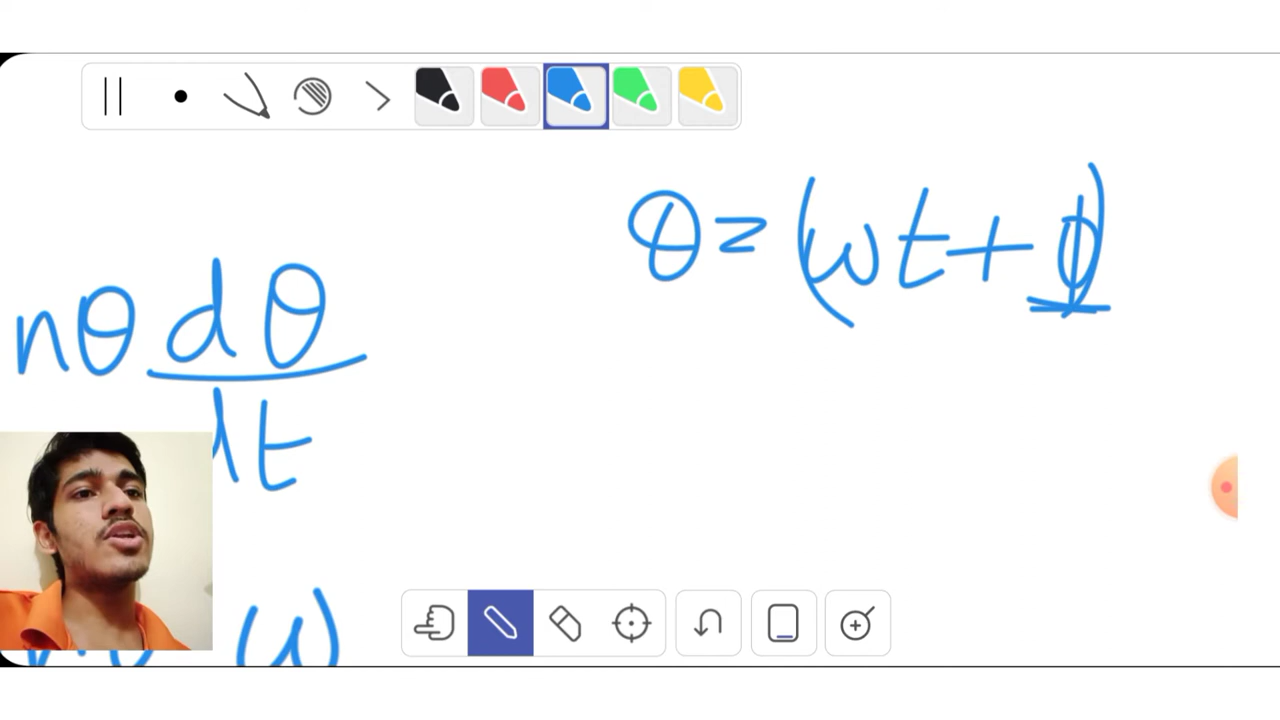 θ = (ωt + φ)
nθ dθ
dt
ω